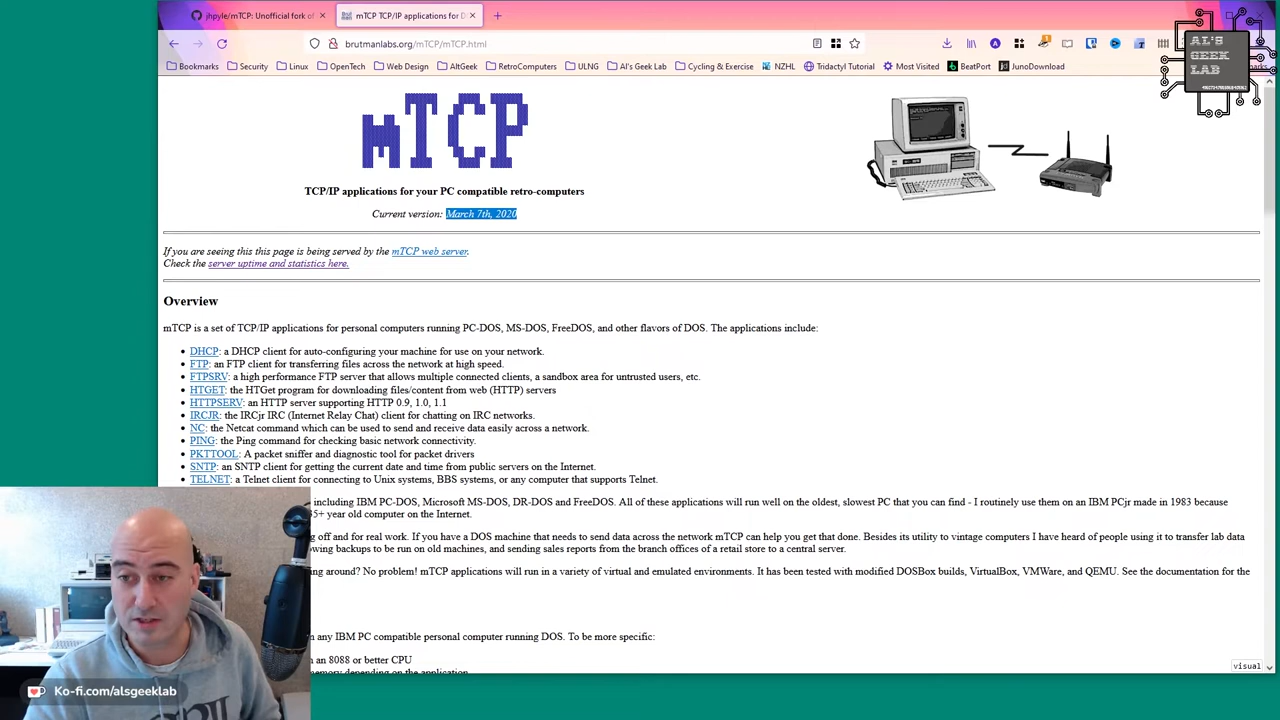 jhpyle/mTCP: Unofficial fork of
mTCP TCP/IP applications for D
brutmanlabs.org/mTCP/mTCP.html
Bookmarks Security Linux OpenTech Web Design AltGeek RetroComputers ULNG Al's Geek Lab Cycling & Exercise NZHL Tridactyl Tutorial Most Visited BeatPort JunoDownload
AL'S
GEEK
LAB
mTCP
TCP/IP applications for your PC compatible retro-computers
Current version: March 7th, 2020
If you are seeing this this page is being served by the mTCP web server.
Check the server uptime and statistics here.
Overview
mTCP is a set of TCP/IP applications for personal computers running PC-DOS, MS-DOS, FreeDOS, and other flavors of DOS. The applications include:
• DHCP: a DHCP client for auto-configuring your machine for use on your network.
• FTP: an FTP client for transferring files across the network at high speed.
• FTPSRV: a high performance FTP server that allows multiple connected clients, a sandbox area for untrusted users, etc.
• HTGET: the HTGet program for downloading files/content from web (HTTP) servers
• HTTPSERV: an HTTP server supporting HTTP 0.9, 1.0, 1.1
• IRCJR: the IRCjr IRC (Internet Relay Chat) client for chatting on IRC networks.
• NC: the Netcat command which can be used to send and receive data easily across a network.
• PING: the Ping command for checking basic network connectivity.
• PKTTOOL: A packet sniffer and diagnostic tool for packet drivers
• SNTP: an SNTP client for getting the current date and time from public servers on the Internet.
• TELNET: a Telnet client for connecting to Unix systems, BBS systems, or any computer that supports Telnet.
including IBM PC-DOS, Microsoft MS-DOS, DR-DOS and FreeDOS. All of these applications will run well on the oldest, slowest PC that you can find - I routinely use them on an IBM PCjr made in 1983 because
35+ year old computer on the Internet.
g off and for real work. If you have a DOS machine that needs to send data across the network mTCP can help you get that done. Besides its utility to vintage computers I have heard of people using it to transfer lab data
owing backups to be run on old machines, and sending sales reports from the branch offices of a retail store to a central server.
ing around? No problem! mTCP applications will run in a variety of virtual and emulated environments. It has been tested with modified DOSBox builds, VirtualBox, VMWare, and QEMU. See the documentation for the
n any IBM PC compatible personal computer running DOS. To be more specific:
n an 8088 or better CPU
memory depending on the application
visual
Ko-fi.com/alsgeeklab